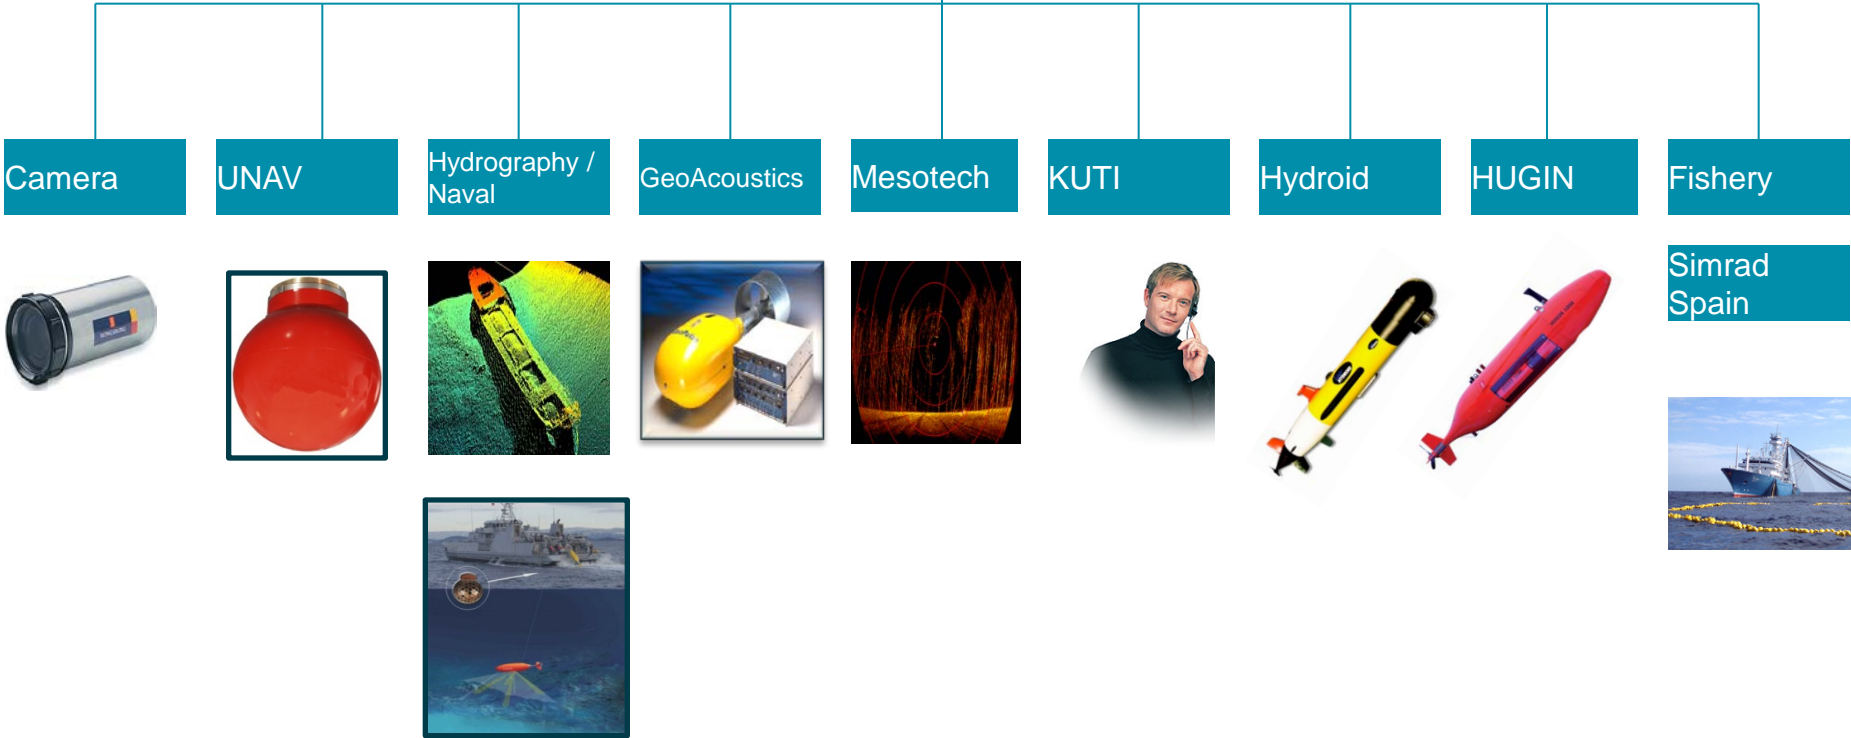 Camera
UNAV
Hydrography /
Naval
GeoAcoustics
Mesotech
KUTI
Hydroid
HUGIN
Fishery
Simrad
Spain